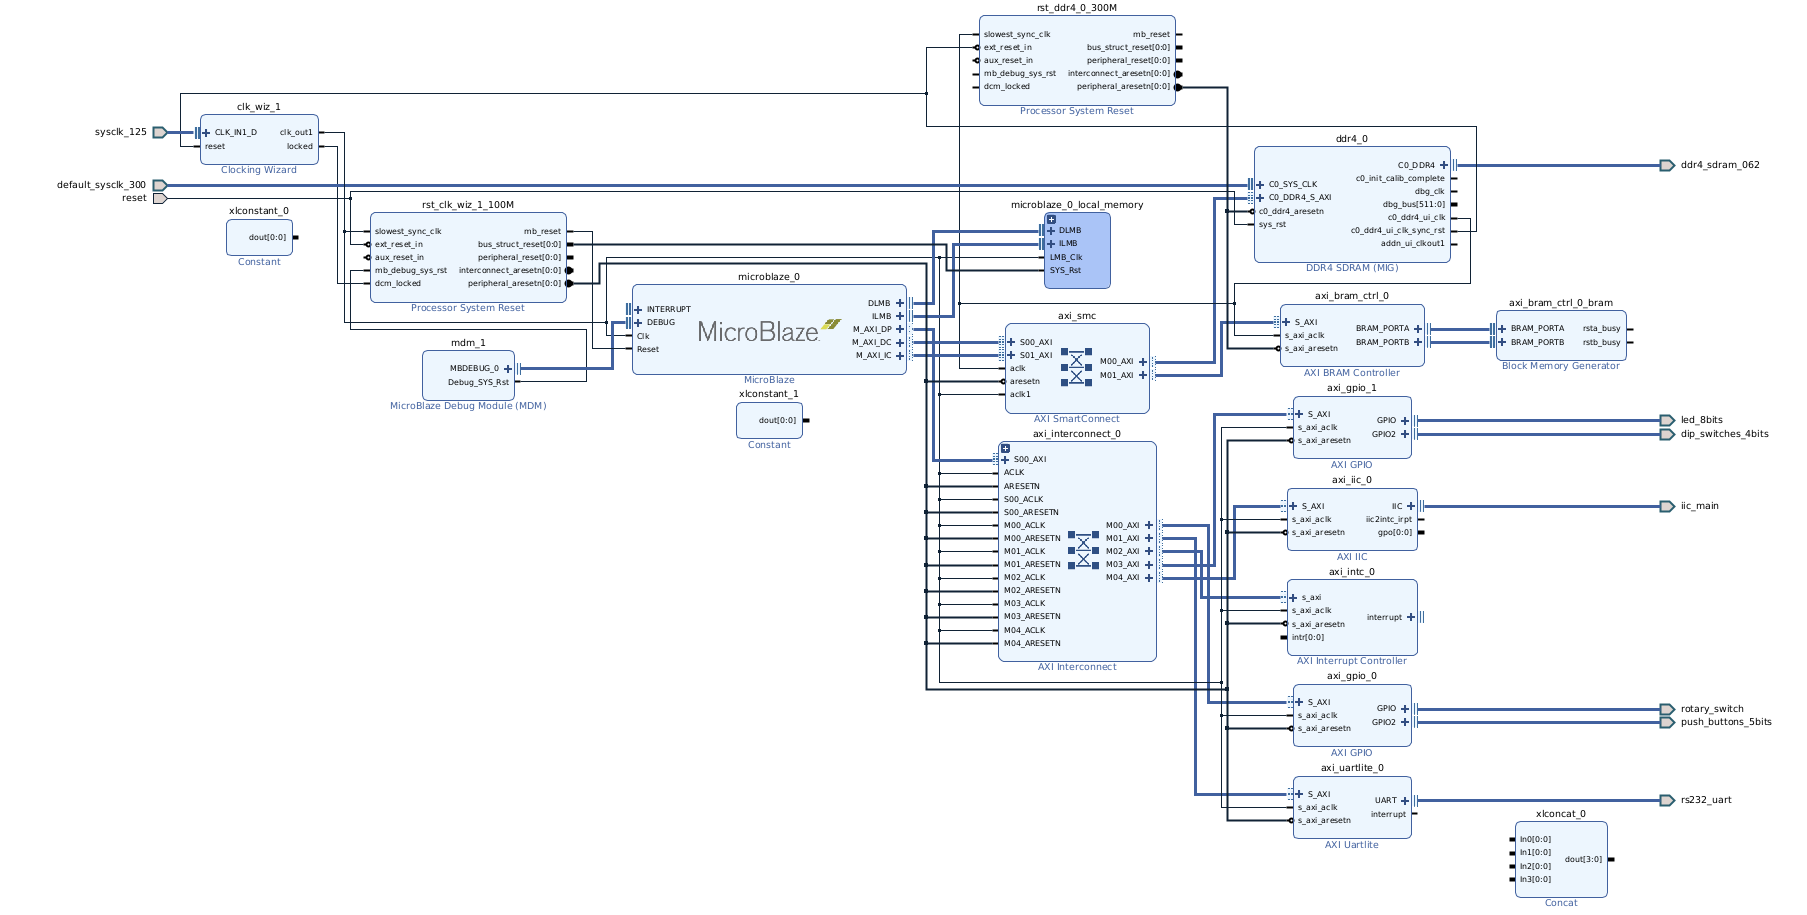 rst_ddr4_0_300M
slowest_sync_clk
ext_reset_in
aux_reset_in
mb_debug_sys_rst
dcm_locked
mb_reset
bus_struct_reset[0:0]
peripheral_reset[0:0]
interconnect_aresetn[0:0]
peripheral_aresetn[0:0]
Processor System Reset
clk_wiz_1
CLK_IN1_D
reset
clk_out1
locked
Clocking Wizard
sysclk_125
default_sysclk_300
reset
ddr4_0
C0_SYS_CLK
C0_DDR4_S_AXI
c0_ddr4_aresetn
sys_rst
C0_DDR4
c0_init_calib_complete
dbg_clk
dbg_bus[511:0]
c0_ddr4_ui_clk
c0_ddr4_ui_clk_sync_rst
addn_ui_clkout1
DDR4 SDRAM (MIG)
ddr4_sdram_062
xlconstant_0
dout[0:0]
Constant
rst_clk_wiz_1_100M
slowest_sync_clk
ext_reset_in
aux_reset_in
mb_debug_sys_rst
dcm_locked
mb_reset
bus_struct_reset[0:0]
peripheral_reset[0:0]
interconnect_aresetn[0:0]
peripheral_aresetn[0:0]
Processor System Reset
microblaze_0_local_memory
DLMB
ILMB
LMB_Clk
SYS_Rst
microblaze_0
INTERRUPT
DEBUG
Clk
Reset
MicroBlaze
DLMB
ILMB
M_AXI_DP
M_AXI_DC
M_AXI_IC
MicroBlaze
mdm_1
MBDEBUG_0
Debug_SYS_Rst
MicroBlaze Debug Module (MDM)
xlconstant_1
dout[0:0]
Constant
axi_smc
S00_AXI
S01_AXI
aclk
aresetn
aclk1
M00_AXI
M01_AXI
AXI SmartConnect
axi_bram_ctrl_0
S_AXI
s_axi_aclk
s_axi_aresetn
BRAM_PORTA
BRAM_PORTB
AXI BRAM Controller
axi_bram_ctrl_0_bram
BRAM_PORTA
BRAM_PORTB
rsta_busy
rstb_busy
Block Memory Generator
axi_interconnect_0
S00_AXI
ACLK
ARESETN
S00_ACLK
S00_ARESETN
M00_ACLK
M00_ARESETN
M01_ACLK
M01_ARESETN
M02_ACLK
M02_ARESETN
M03_ACLK
M03_ARESETN
M04_ACLK
M04_ARESETN
M00_AXI
M01_AXI
M02_AXI
M03_AXI
M04_AXI
AXI Interconnect
axi_gpio_1
S_AXI
s_axi_aclk
s_axi_aresetn
GPIO
GPIO2
AXI GPIO
led_8bits
dip_switches_4bits
axi_iic_0
S_AXI
s_axi_aclk
s_axi_aresetn
IIC
iic2intc_irpt
gpo[0:0]
AXI IIC
iic_main
axi_intc_0
s_axi
s_axi_aclk
s_axi_aresetn
intr[0:0]
interrupt
AXI Interrupt Controller
axi_gpio_0
S_AXI
s_axi_aclk
s_axi_aresetn
GPIO
GPIO2
AXI GPIO
rotary_switch
push_buttons_5bits
axi_uartlite_0
S_AXI
s_axi_aclk
s_axi_aresetn
UART
interrupt
AXI Uartlite
rs232_uart
xlconcat_0
In0[0:0]
In1[0:0]
In2[0:0]
In3[0:0]
dout[3:0]
Concat